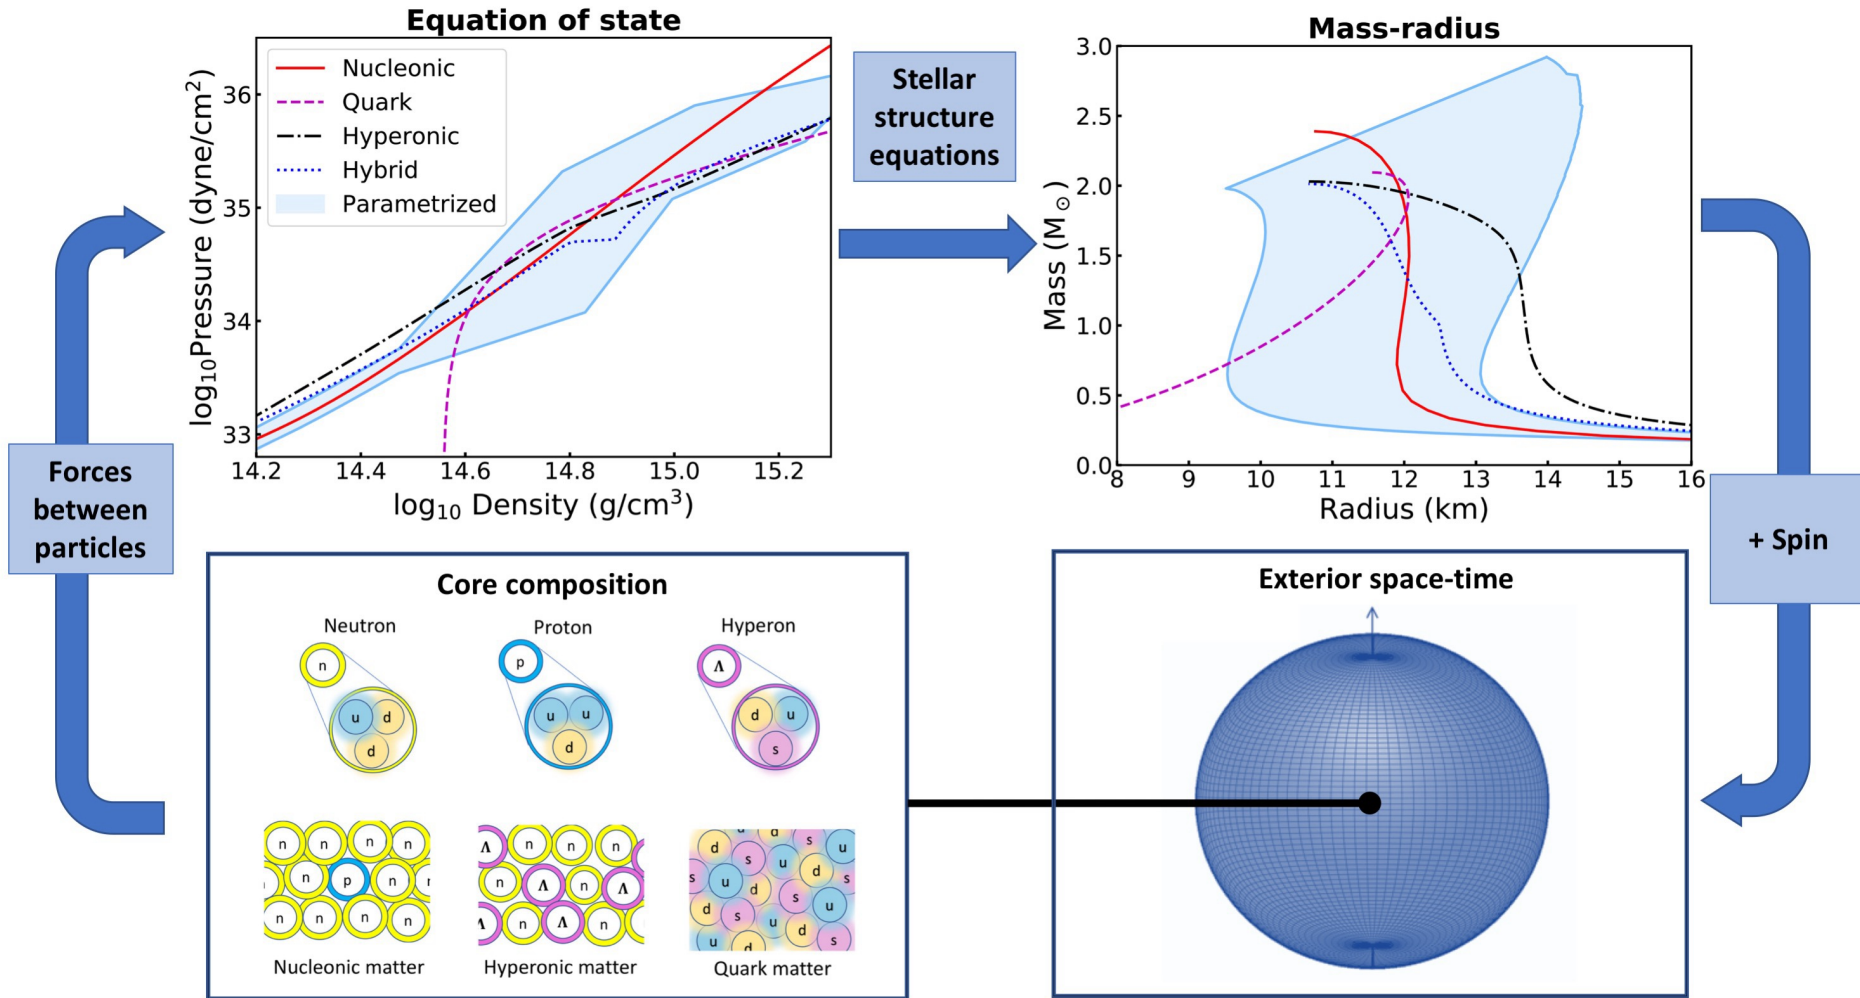 Equation of state
log₁₀Pressure (dyne/cm²)
36
35
34
33
Nucleonic
Quark
Hyperonic
Hybrid
Parametrized
14.2 14.4 14.6 14.8 15.0 15.2
log₁₀ Density (g/cm³)
Stellar
structure
equations
Mass-radius
Mass (M⊙)
3.0
2.5
2.0
1.5
1.0
0.5
0.0
8 9 10 11 12 13 14 15 16
Radius (km)
Forces
between
particles
+ Spin
Core composition
Neutron Proton Hyperon
n p Λ
u d u u d u
d d s
n n n n Λ n n n u d s u
n p n n Λ n Λ s u d s u d s
n n n n Λ n Λ n d s u d u d s
Nucleonic matter Hyperonic matter Quark matter
Exterior space-time